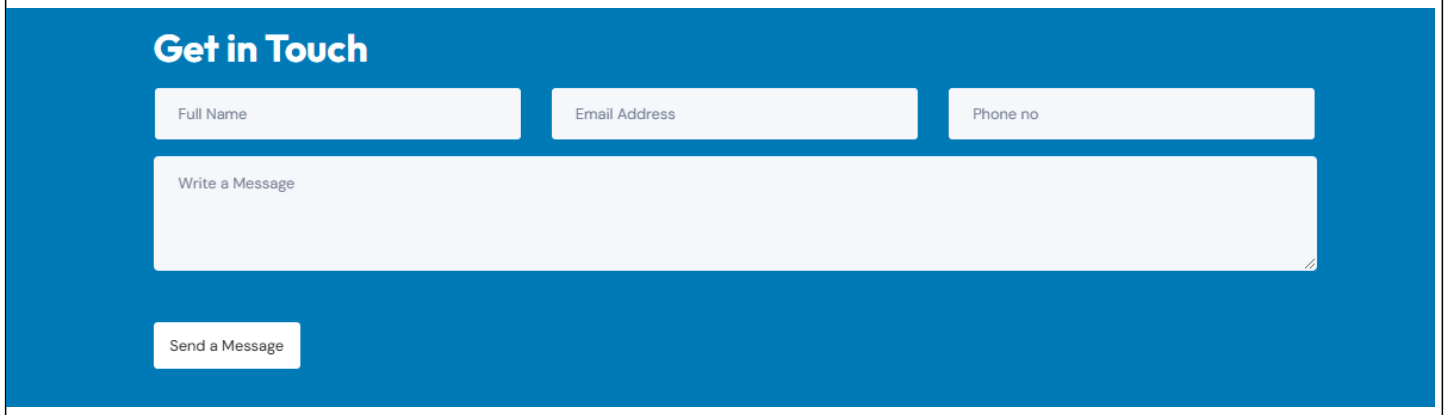 Get in Touch
Full Name Email Address Phone no
Write a Message
Send a Message